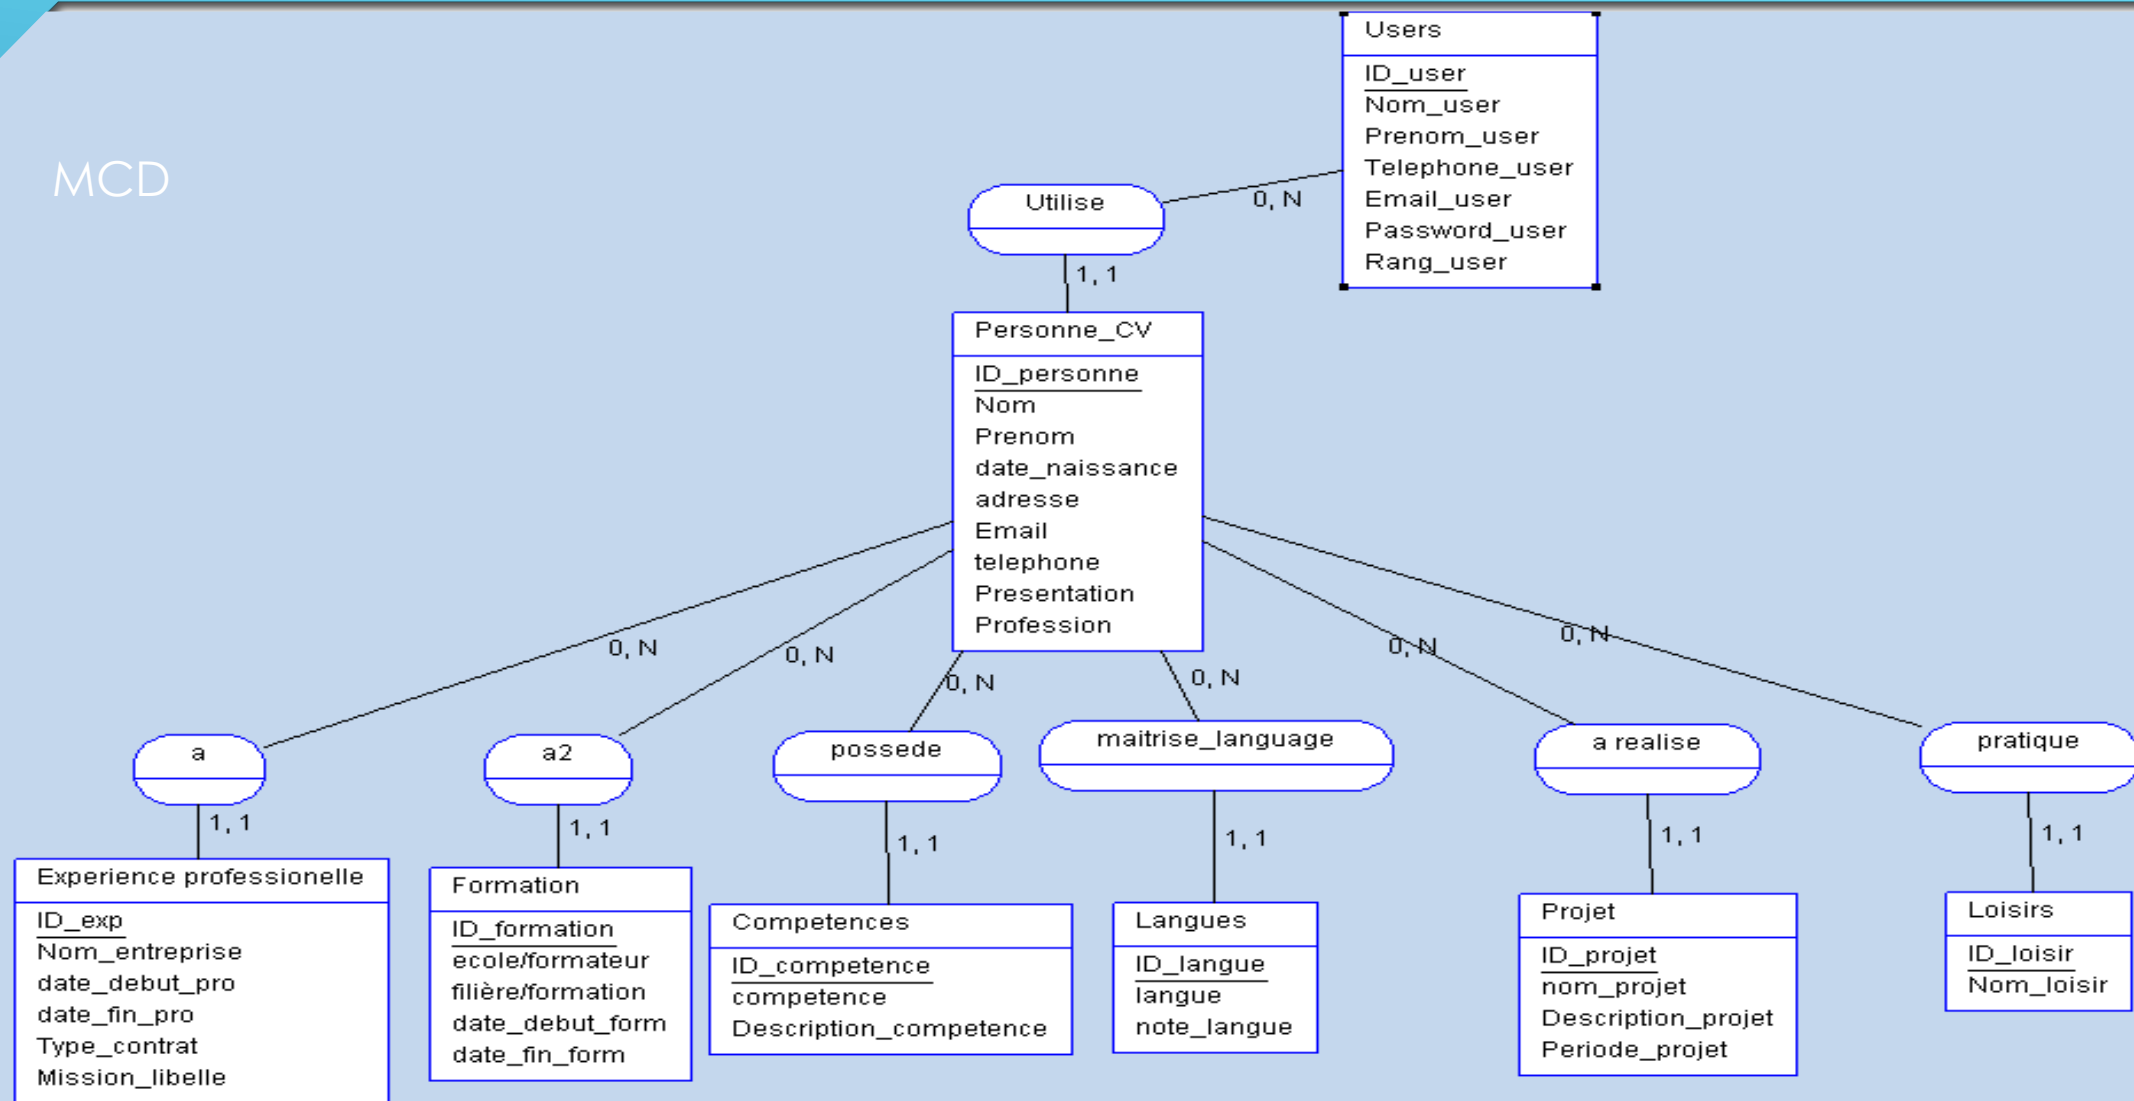 MCD
Users
ID_user
Nom_user
Prenom_user
Telephone_user
Email_user
Password_user
Rang_user
Utilise
0, N
1, 1
Personne_CV
ID_personne
Nom
Prenom
date_naissance
adresse
Email
telephone
Presentation
Profession
0, N
0, N
0, N
0, N
0, N
0, N
a
a2
possede
maitrise_language
a realise
pratique
1, 1
1, 1
1, 1
1, 1
1, 1
1, 1
Experience professionelle
ID_exp
Nom_entreprise
date_debut_pro
date_fin_pro
Type_contrat
Mission_libelle
Formation
ID_formation
ecole/formateur
filière/formation
date_debut_form
date_fin_form
Competences
ID_competence
competence
Description_competence
Langues
ID_langue
langue
note_langue
Projet
ID_projet
nom_projet
Description_projet
Periode_projet
Loisirs
ID_loisir
Nom_loisir